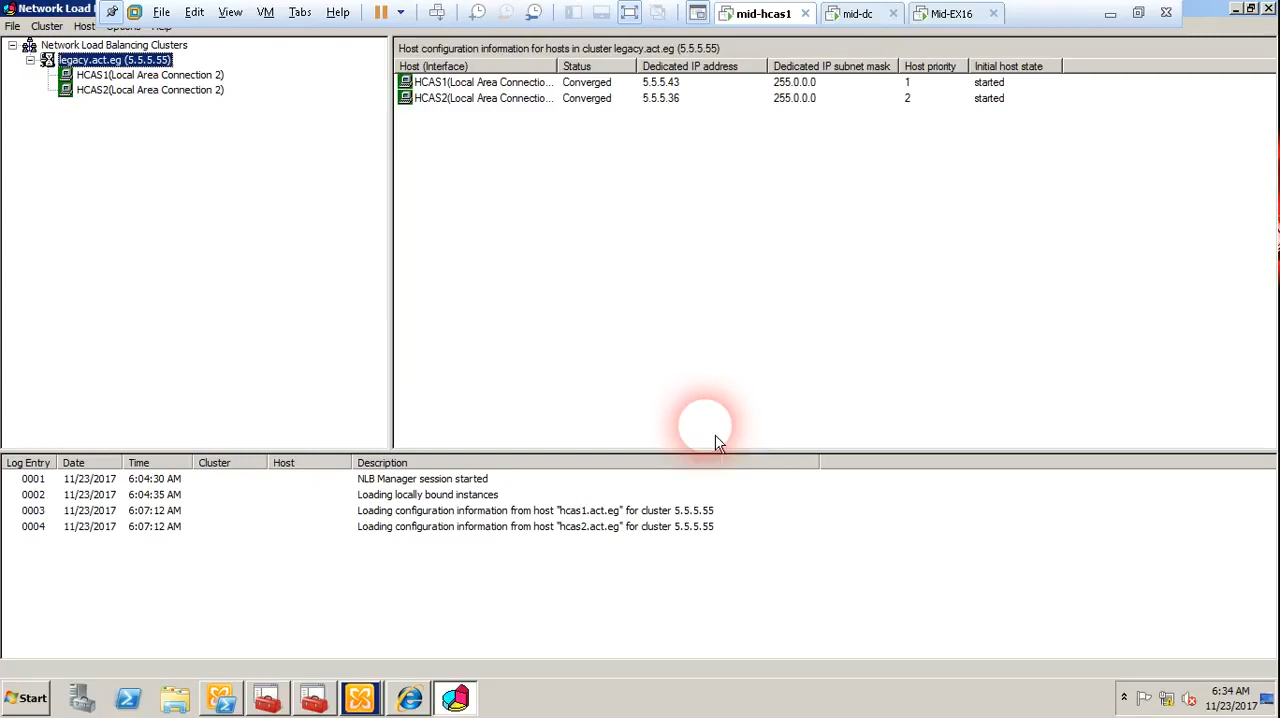 Network Load
File Edit View VM Tabs Help
mid-hcas1
mid-dc
Mid-EX16
File Cluster Host Options Help
Network Load Balancing Clusters
legacy.act.eg (5.5.5.55)
HCAS1(Local Area Connection 2)
HCAS2(Local Area Connection 2)
Host configuration information for hosts in cluster legacy.act.eg (5.5.5.55)
Host (Interface) Status Dedicated IP address Dedicated IP subnet mask Host priority Initial host state
HCAS1(Local Area Connectio... Converged 5.5.5.43 255.0.0.0 1 started
HCAS2(Local Area Connectio... Converged 5.5.5.36 255.0.0.0 2 started
Log Entry Date Time Cluster Host Description
0001 11/23/2017 6:04:30 AM NLB Manager session started
0002 11/23/2017 6:04:35 AM Loading locally bound instances
0003 11/23/2017 6:07:12 AM Loading configuration information from host "hcas1.act.eg" for cluster 5.5.5.55
0004 11/23/2017 6:07:12 AM Loading configuration information from host "hcas2.act.eg" for cluster 5.5.5.55
Start
6:34 AM
11/23/2017